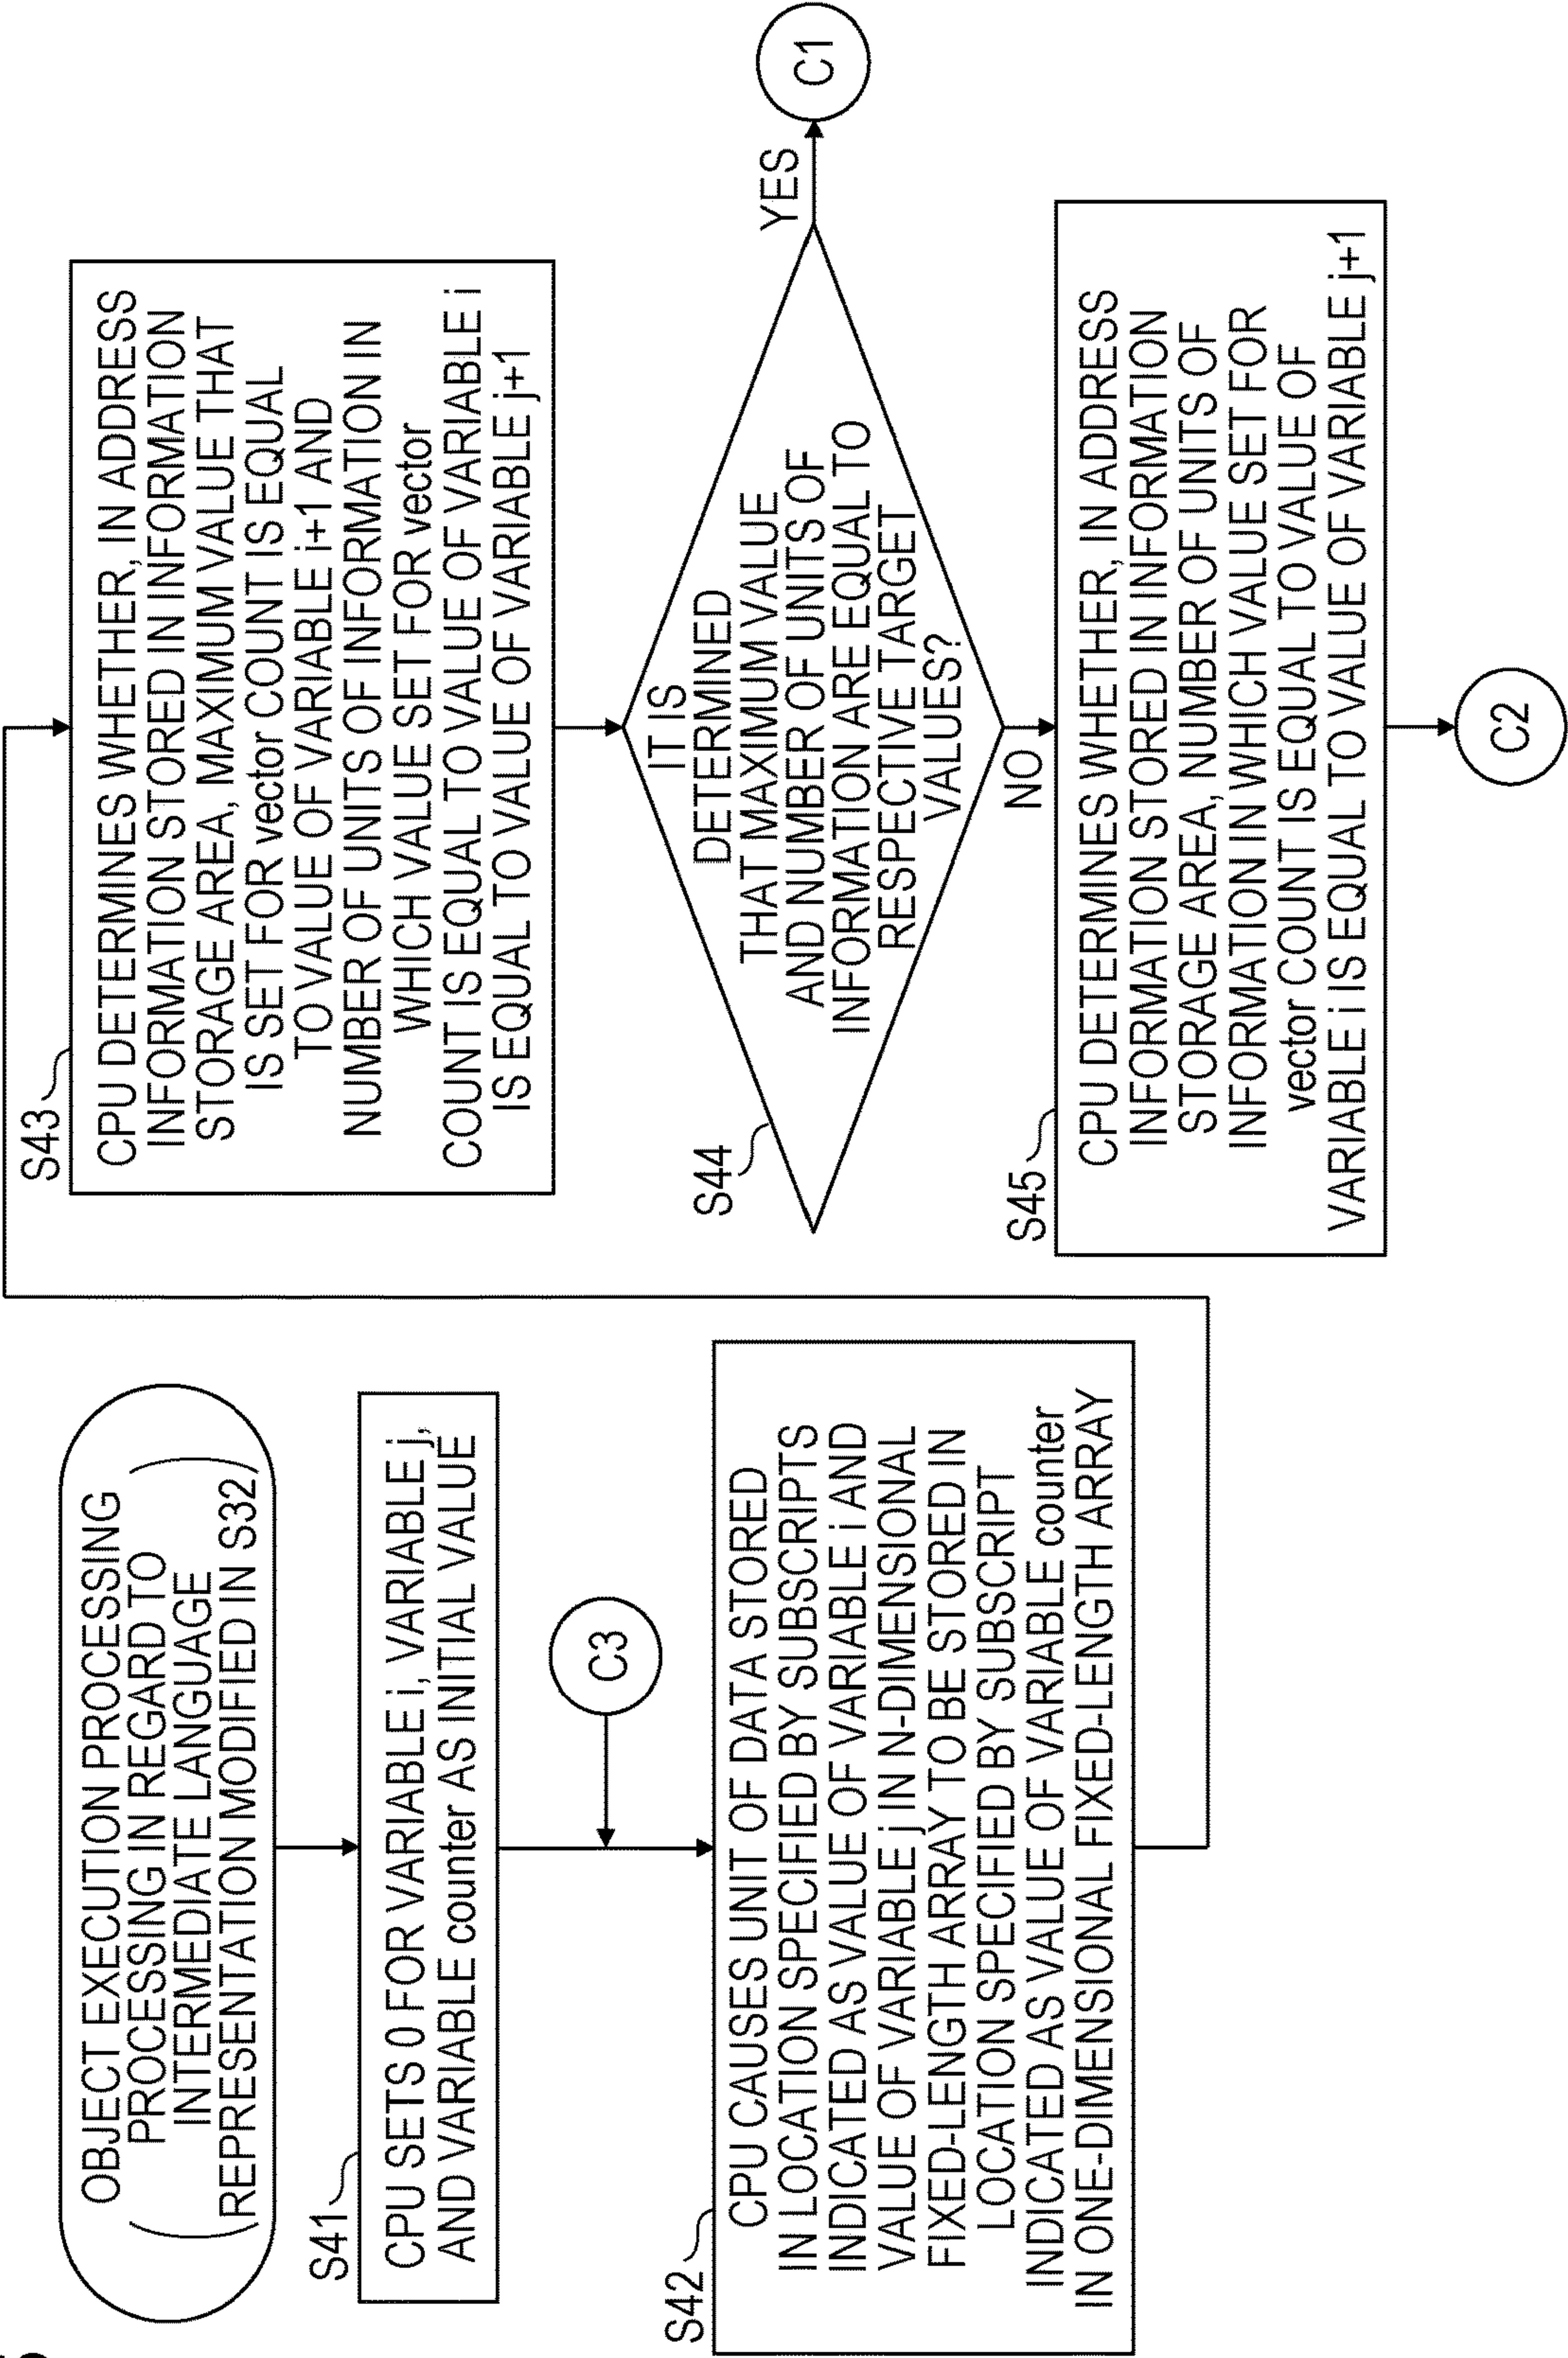 OBJECT EXECUTION PROCESSING
PROCESSING IN REGARD TO
INTERMEDIATE LANGUAGE
REPRESENTATION MODIFIED IN S32
S41
CPU SETS 0 FOR VARIABLE i, VARIABLE j,
AND VARIABLE counter AS INITIAL VALUE
C3
S42
CPU CAUSES UNIT OF DATA STORED
IN LOCATION SPECIFIED BY SUBSCRIPTS
INDICATED AS VALUE OF VARIABLE i AND
VALUE OF VARIABLE j IN N-DIMENSIONAL
FIXED-LENGTH ARRAY TO BE STORED IN
LOCATION SPECIFIED BY SUBSCRIPT
INDICATED AS VALUE OF VARIABLE counter
IN ONE-DIMENSIONAL FIXED-LENGTH ARRAY
S43
CPU DETERMINES WHETHER, IN ADDRESS
INFORMATION STORED IN INFORMATION
STORAGE AREA, MAXIMUM VALUE THAT
IS SET FOR vector COUNT IS EQUAL
TO VALUE OF VARIABLE i+1 AND
NUMBER OF UNITS OF INFORMATION IN
WHICH VALUE SET FOR vector
COUNT IS EQUAL TO VALUE OF VARIABLE i
IS EQUAL TO VALUE OF VARIABLE j+1
S44
IT IS
DETERMINED
THAT MAXIMUM VALUE
AND NUMBER OF UNITS OF
INFORMATION ARE EQUAL TO
RESPECTIVE TARGET
VALUES?
YES
C1
NO
S45
CPU DETERMINES WHETHER, IN ADDRESS
INFORMATION STORED IN INFORMATION
STORAGE AREA, NUMBER OF UNITS OF
INFORMATION IN WHICH VALUE SET FOR
vector COUNT IS EQUAL TO VALUE OF
VARIABLE i IS EQUAL TO VALUE OF VARIABLE j+1
C2